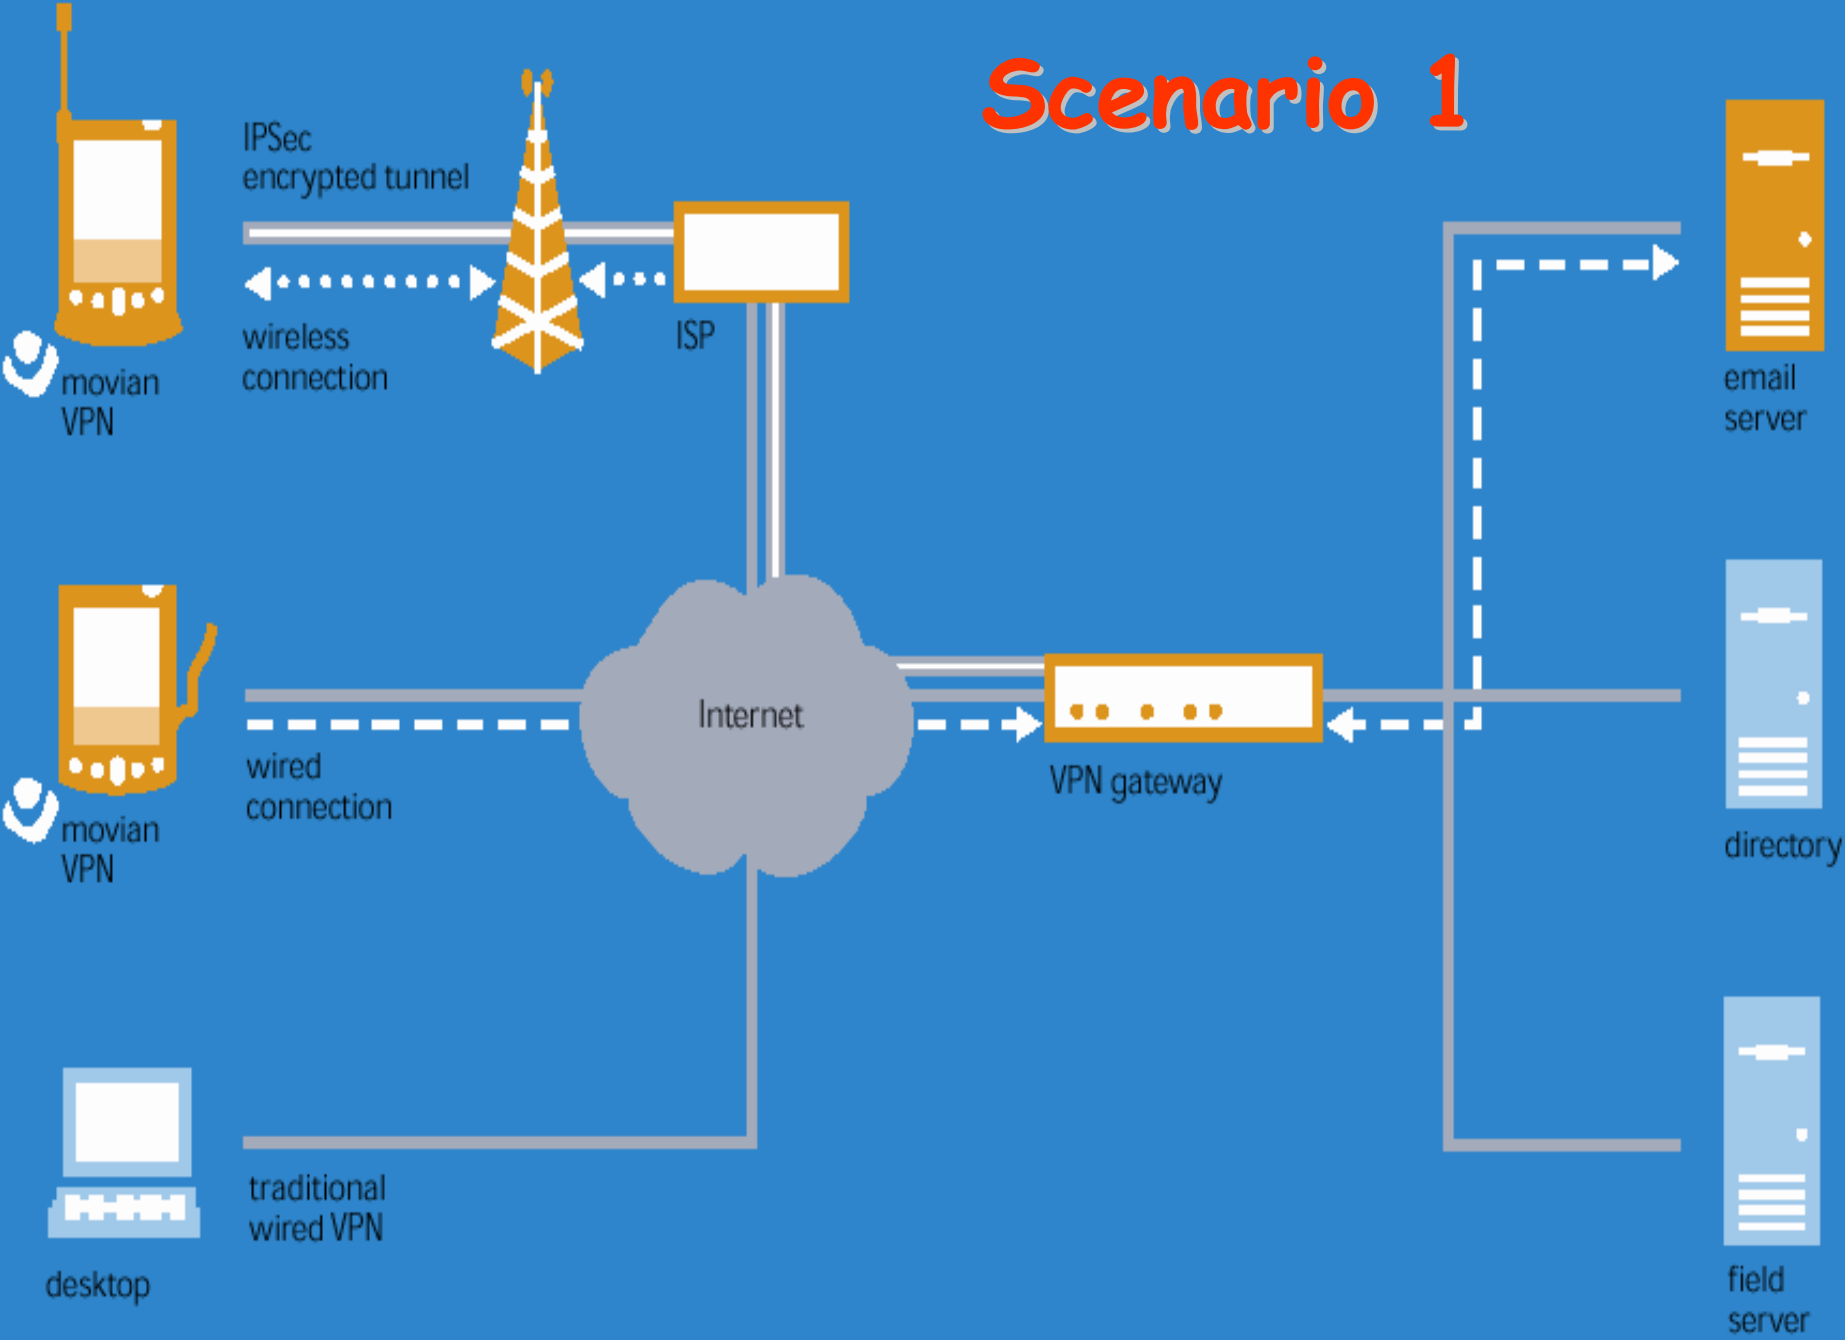 Scenario 1
IPSec
encrypted tunnel
wireless
connection
ISP
movian
VPN
email
server
Internet
wired
connection
VPN gateway
movian
VPN
directory
traditional
wired VPN
desktop
field
server